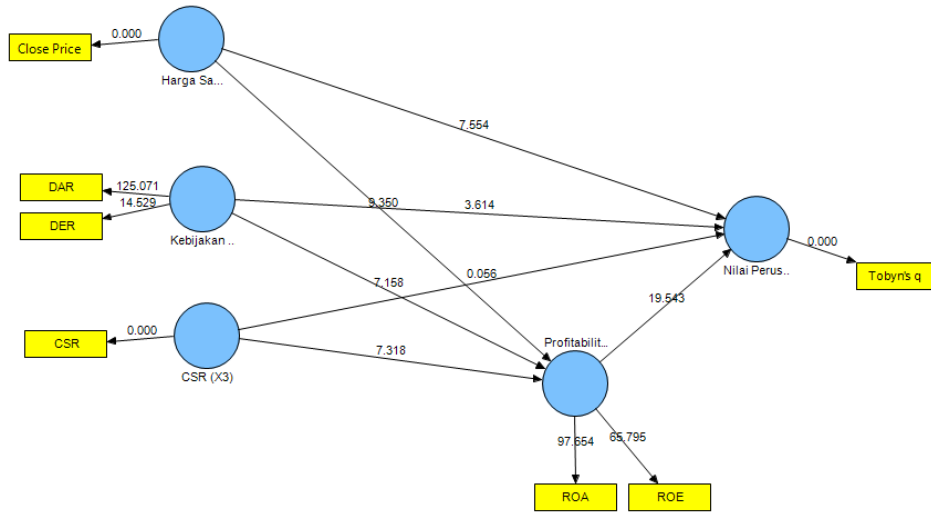 0.000
Close Price
Harga Sa...
7.554
DAR
125.071
9.350
3.614
14.529
DER
0.000
Kebijakan ..
Nilai Perus..
Tobyn's q
0.056
7.158
19.543
0.000
CSR
Profitabilit...
7.318
CSR (X3)
97.654
65.795
ROA
ROE